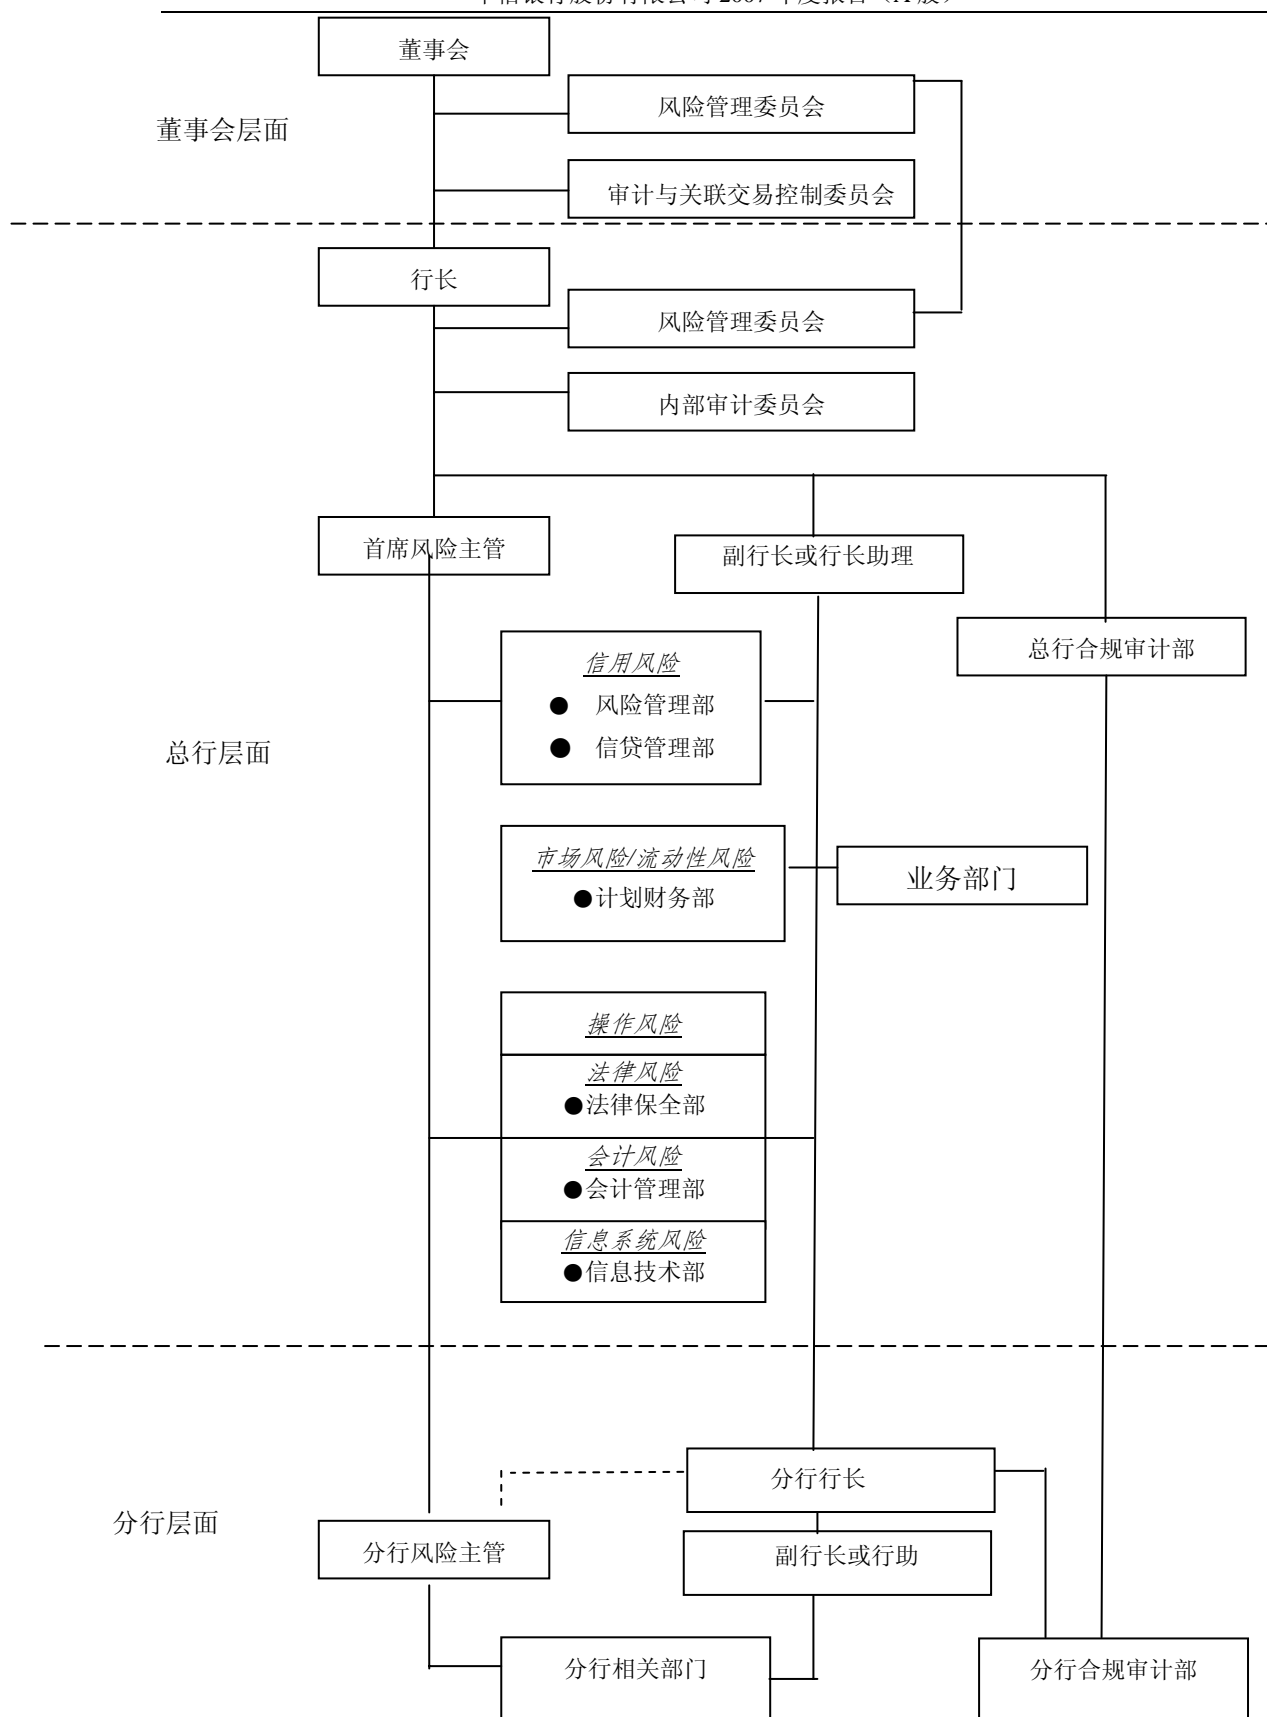 董事会
风险管理委员会
董事会层面
审计与关联交易控制委员会
行长
风险管理委员会
内部审计委员会
首席风险主管
副行长或行长助理
总行合规审计部
信用风险
● 风险管理部
● 信贷管理部
总行层面
市场风险/流动性风险
●计划财务部
业务部门
操作风险
法律风险
●法律保全部
会计风险
●会计管理部
信息系统风险
●信息技术部
分行行长
分行层面
分行风险主管
副行长或行助
分行相关部门
分行合规审计部